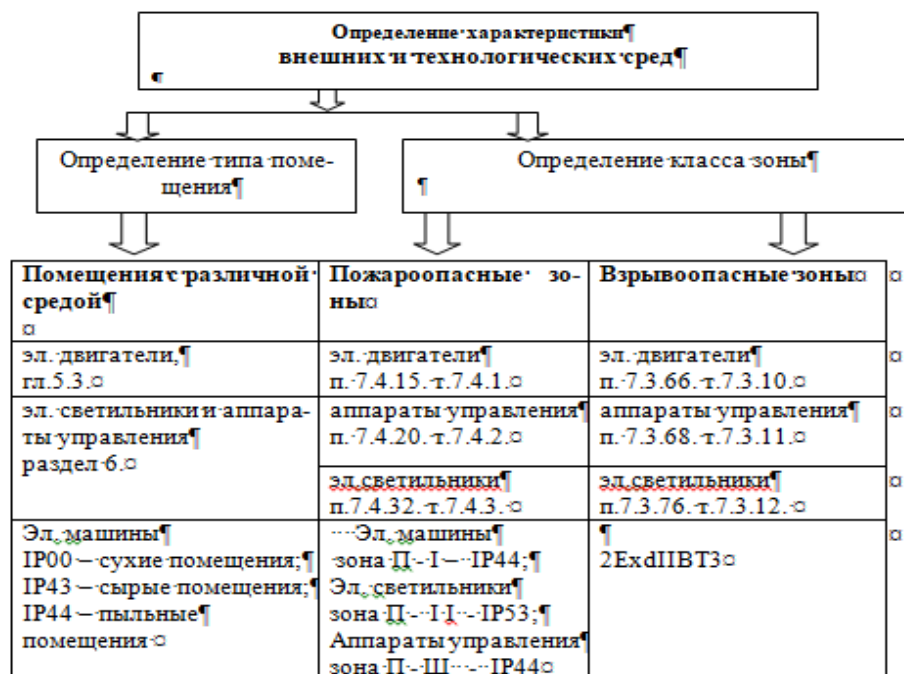 Определение характеристики
внешних и технологических сред
Определение типа поме-
щения
Определение класса зоны
Помещения с различной
средой
Пожароопасные зо-
ны
Взрывоопасные зоны
эл. двигатели,
гл.5.3.
эл. двигатели
п. 7.4.15. т.7.4.1.
эл. двигатели
п. 7.3.66. т.7.3.10.
эл. светильники и аппара-
ты управления
раздел 6.
аппараты управления
п. 7.4.20. т.7.4.2.
аппараты управления
п. 7.3.68. т.7.3.11.
эл.светильники
п.7.4.32. т.7.4.3.
эл.светильники
п.7.3.76. т.7.3.12.
Эл. машины
IP00 – сухие помещения;
IP43 – сырые помещения;
IP44 – пыльные
помещения
Эл. машины
зона П - I – IP44;
Эл. светильники
зона П - I I - IP53;
Аппараты управления
зона П - Ш - IP44
2ExdIIBT3